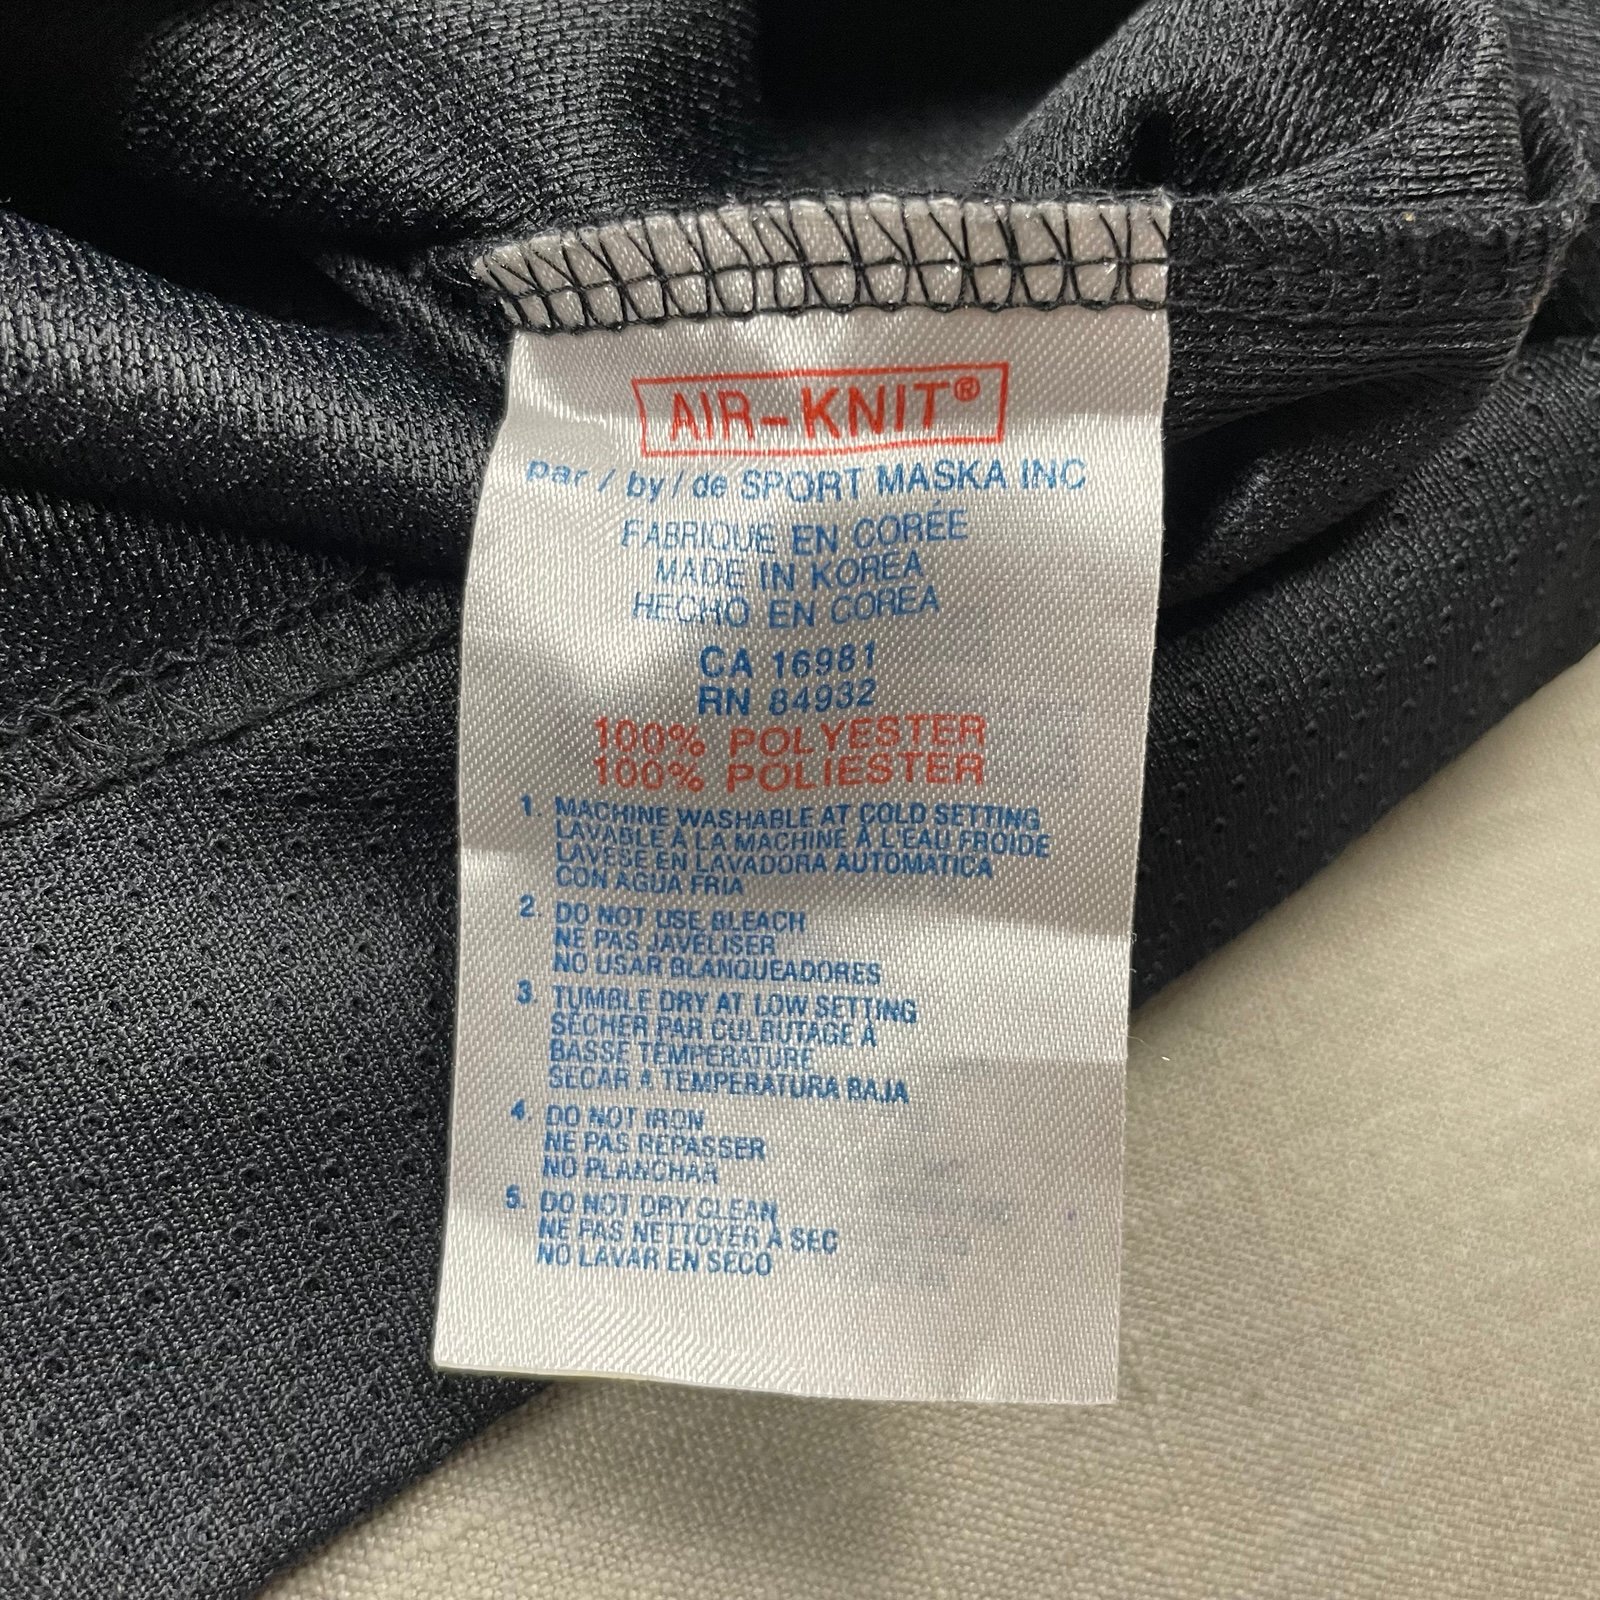 AIR-KNIT®
par / by / de SPORT MASKA INC
FABRIQUÉ EN CORÉE
MADE IN KOREA
HECHO EN COREA
CA 16981
RN 84932
100% POLYESTER
100% POLIESTER
1. MACHINE WASHABLE AT COLD SETTING
LAVABLE À LA MACHINE À L'EAU FROIDE
LAVESE EN LAVADORA AUTOMATICA
CON AGUA FRIA
2. DO NOT USE BLEACH
NE PAS JAVELISER
NO USAR BLANQUEADORES
3. TUMBLE DRY AT LOW SETTING
SÉCHER PAR CULBUTAGE À
BASSE TEMPÉRATURE
SECAR A TEMPERATURA BAJA
4. DO NOT IRON
NE PAS REPASSER
NO PLANCHAR
5. DO NOT DRY CLEAN
NE PAS NETTOYER À SEC
NO LAVAR EN SECO